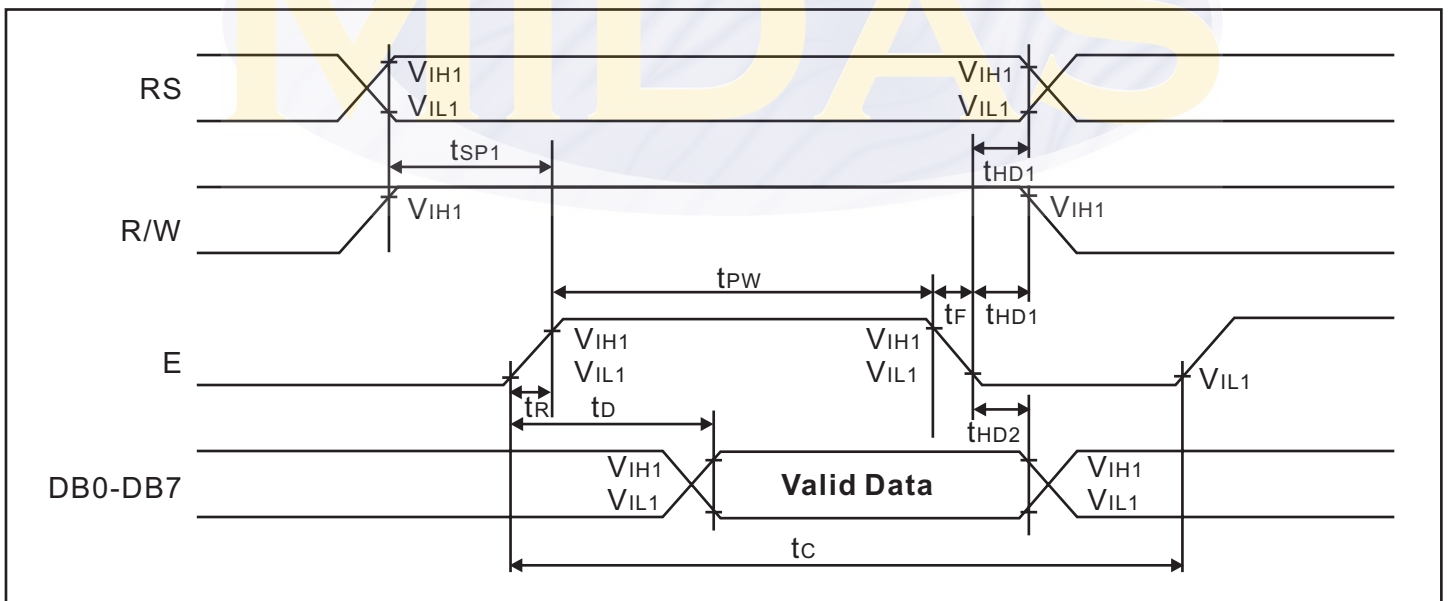 MIDAS
RS
VIH1
VIL1
VIH1
VIL1
tSP1
tHD1
R/W
VIH1
VIH1
tPW
tF
tHD1
E
VIH1
VIL1
VIH1
VIL1
VIL1
tR
tD
tHD2
DB0-DB7
VIH1
VIL1
Valid Data
VIH1
VIL1
tC